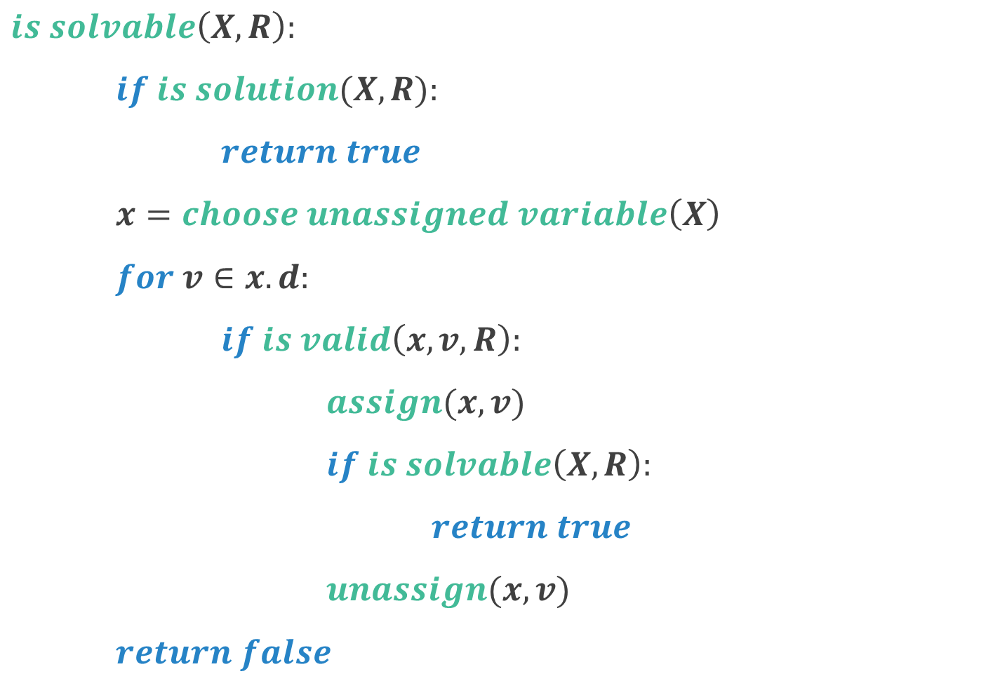 is solvable(X, R):
if is solution(X, R):
return true
x = choose unassigned variable(X)
for v ∈ x. d:
if is valid(x, v, R):
assign(x, v)
if is solvable(X, R):
return true
unassign(x, v)
return false